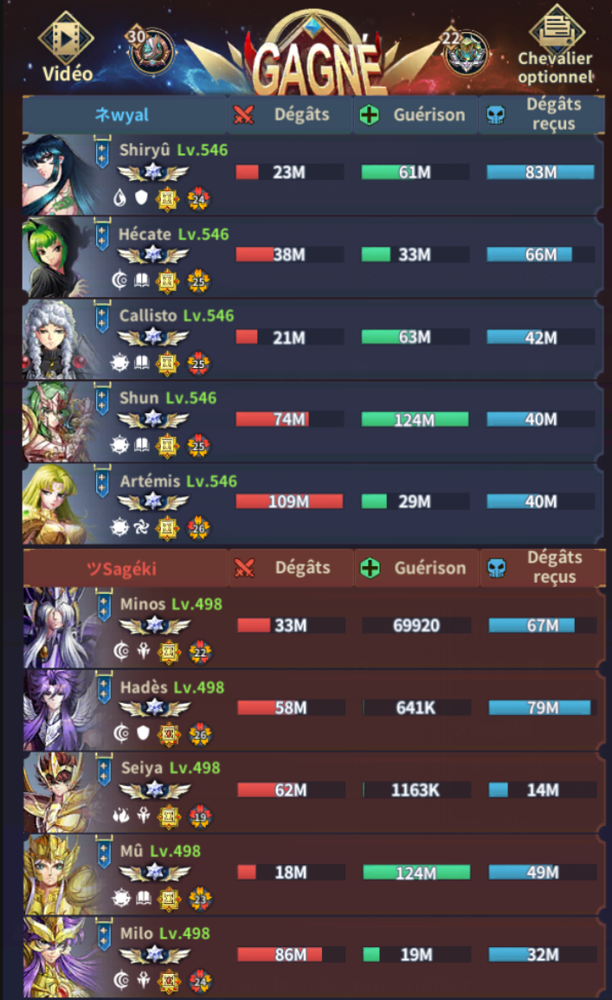 30
GAGNÉ
22
Vidéo
Chevalier
optionnel
ネwyal
Dégâts
Guérison
Dégâts
reçus
Shiryû Lv.546
23M
61M
83M
24
Hécate Lv.546
38M
33M
66M
25
Callisto Lv.546
21M
63M
42M
25
Shun Lv.546
74M
124M
40M
25
Artémis Lv.546
109M
29M
40M
26
ツSagéki
Dégâts
Guérison
Dégâts
reçus
Minos Lv.498
33M
69920
67M
22
Hadès Lv.498
58M
641K
79M
26
Seiya Lv.498
62M
1163K
14M
19
Mû Lv.498
18M
124M
49M
23
Milo Lv.498
86M
19M
32M
24